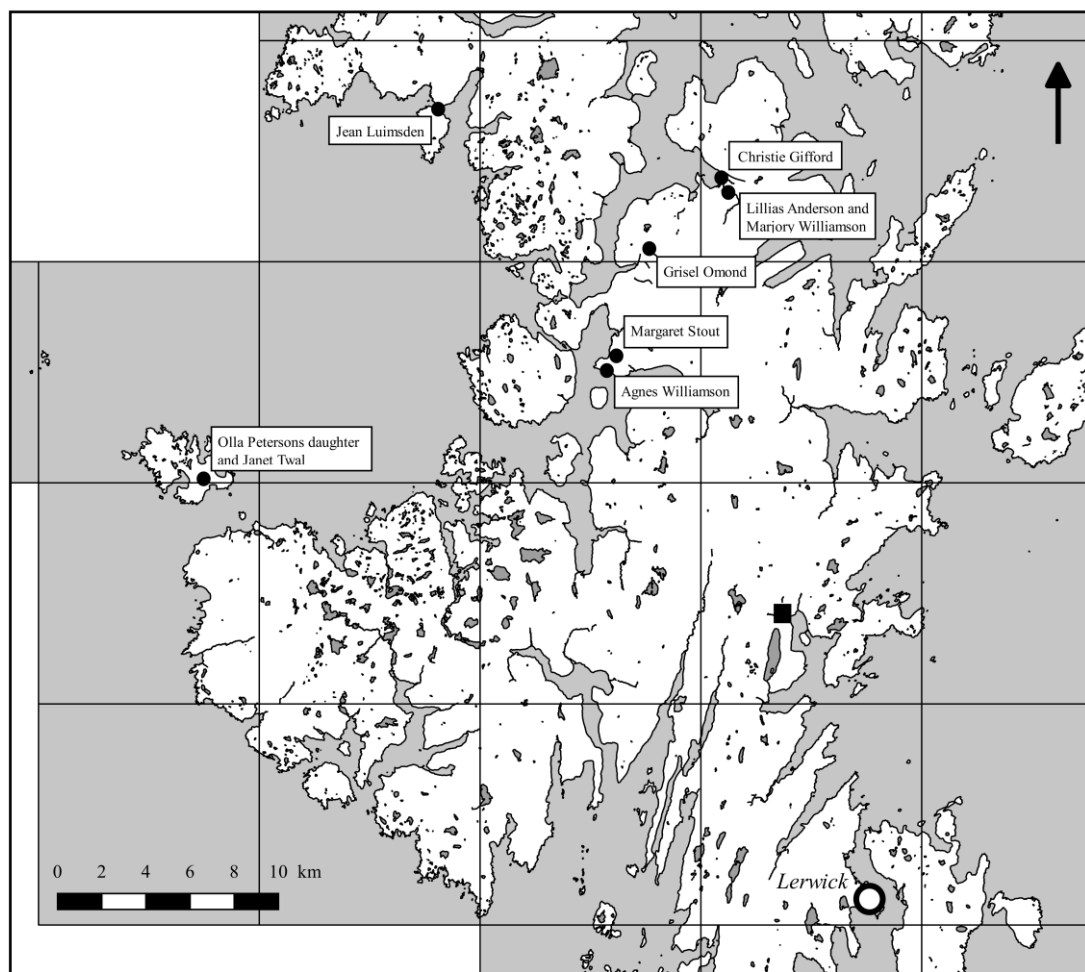 Jean Luimsden
Christie Gifford
Lillias Anderson and
Marjory Williamson
Grisel Omond
Margaret Stout
Agnes Williamson
Olla Petersons daughter
and Janet Twal
0 2 4 6 8 10 km
Lerwick